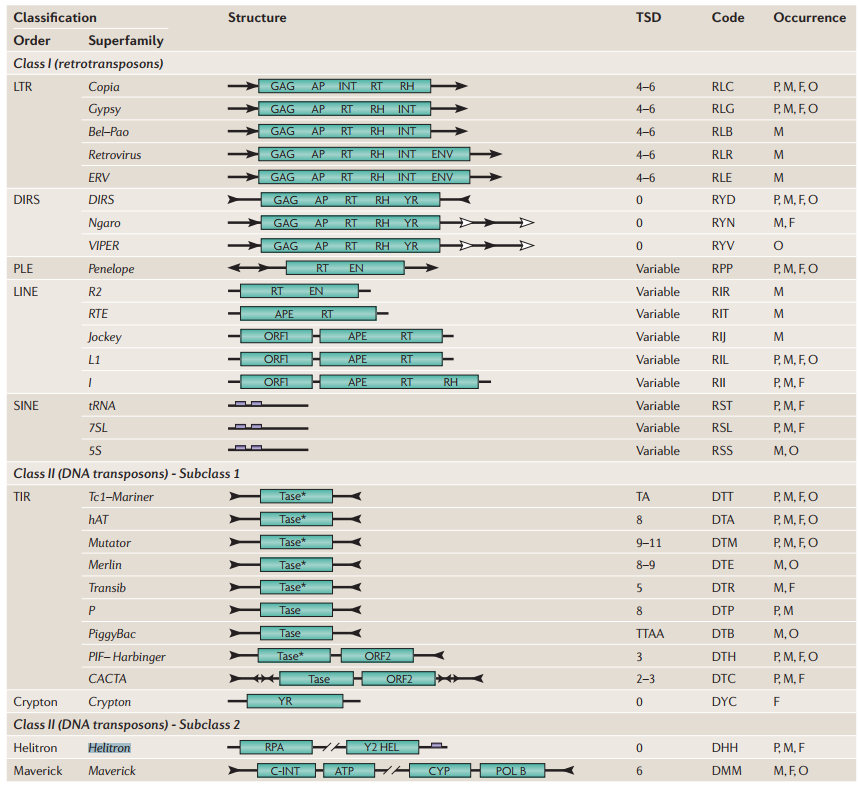 Classification Structure TSD Code Occurrence
Order Superfamily
Class I (retrotransposons)
LTR Copia GAG AP INT RT RH 4–6 RLC P, M, F, O
Gypsy GAG AP RT RH INT 4–6 RLG P, M, F, O
Bel–Pao GAG AP RT RH INT 4–6 RLB M
Retrovirus GAG AP RT RH INT ENV 4–6 RLR M
ERV GAG AP RT RH INT ENV 4–6 RLE M
DIRS DIRS GAG AP RT RH YR 0 RYD P, M, F, O
Ngaro GAG AP RT RH YR 0 RYN M, F
VIPER GAG AP RT RH YR 0 RYV O
PLE Penelope RT EN Variable RPP P, M, F, O
LINE R2 RT EN Variable RIR M
RTE APE RT Variable RIT M
Jockey ORF1 APE RT Variable RIJ M
L1 ORF1 APE RT Variable RIL P, M, F, O
I ORF1 APE RT RH Variable RII P, M, F
SINE tRNA Variable RST P, M, F
7SL Variable RSL P, M, F
5S Variable RSS M, O
Class II (DNA transposons) - Subclass 1
TIR Tc1–Mariner Tase* TA DTT P, M, F, O
hAT Tase* 8 DTA P, M, F, O
Mutator Tase* 9–11 DTM P, M, F, O
Merlin Tase* 8–9 DTE M, O
Transib Tase* 5 DTR M, F
P Tase 8 DTP P, M
PiggyBac Tase TTAA DTB M, O
PIF–Harbinger Tase* ORF2 3 DTH P, M, F, O
CACTA Tase ORF2 2–3 DTC P, M, F
Crypton Crypton YR 0 DYC F
Class II (DNA transposons) - Subclass 2
Helitron Helitron RPA Y2 HEL 0 DHH P, M, F
Maverick Maverick C-INT ATP CYP POL B 6 DMM M, F, O